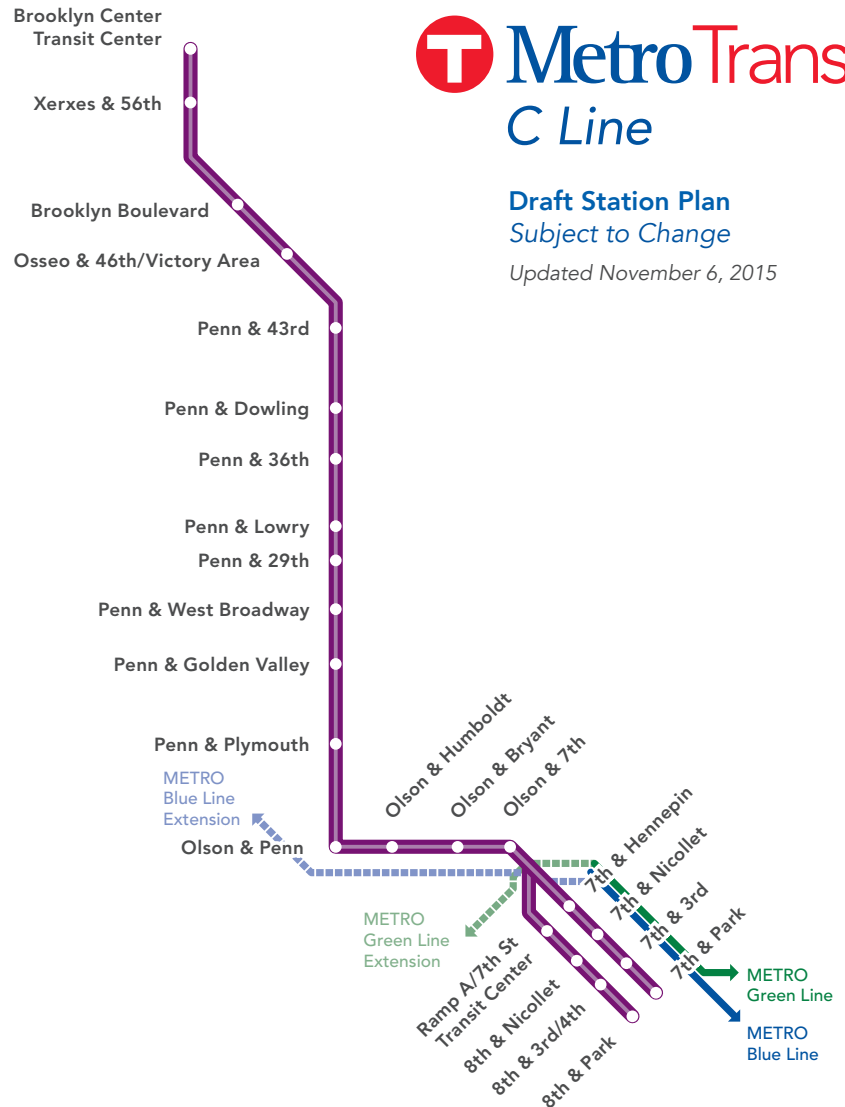 Brooklyn Center
Transit Center
T MetroTrans
C Line
Xerxes & 56th
Draft Station Plan
Subject to Change
Updated November 6, 2015
Brooklyn Boulevard
Osseo & 46th/Victory Area
Penn & 43rd
Penn & Dowling
Penn & 36th
Penn & Lowry
Penn & 29th
Penn & West Broadway
Penn & Golden Valley
Penn & Plymouth
Olson & Humboldt
Olson & Bryant
Olson & 7th
METRO
Blue Line
Extension
Olson & Penn
7th & Hennepin
7th & Nicollet
7th & 3rd
7th & Park
METRO
Green Line
Extension
Ramp A/7th St
Transit Center
8th & Nicollet
8th & 3rd/4th
8th & Park
METRO
Green Line
METRO
Blue Line